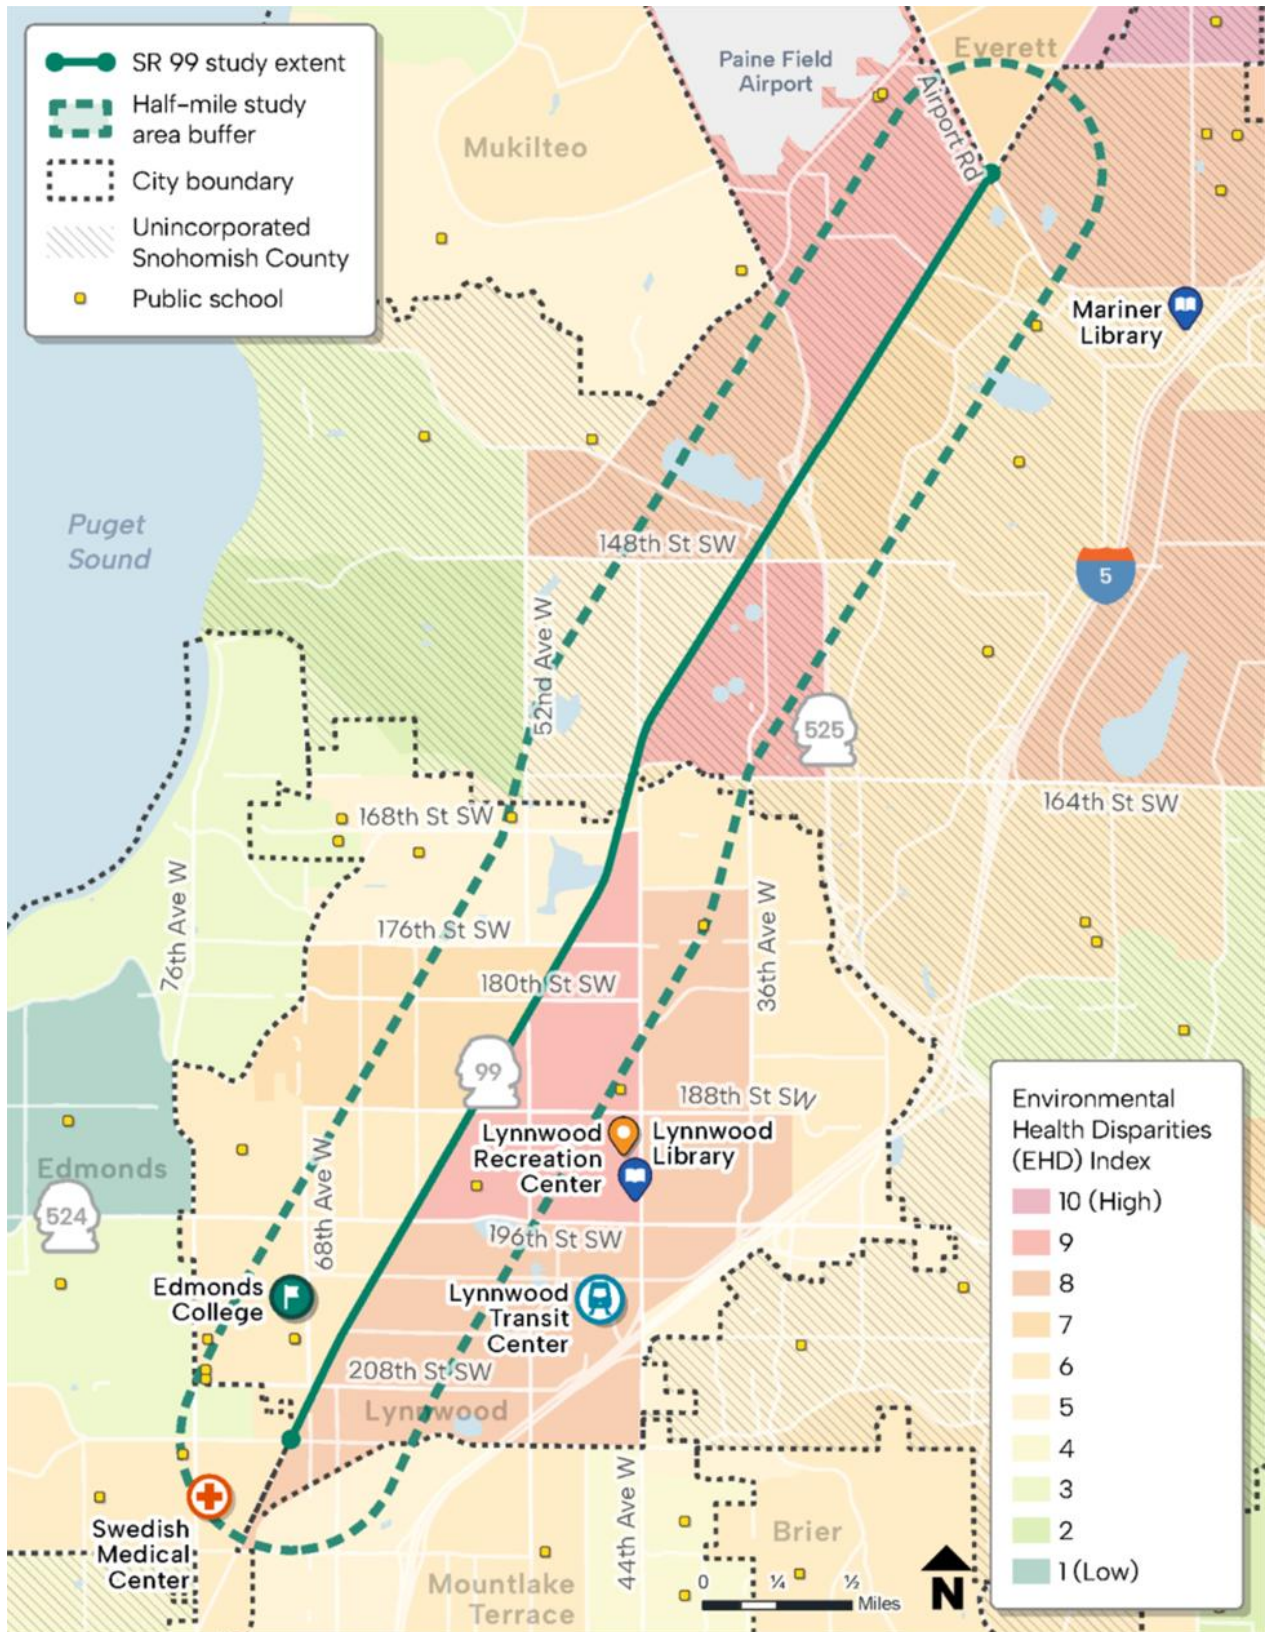 SR 99 study extent
Half-mile study
area buffer
City boundary
Unincorporated
Snohomish County
Public school
Paine Field
Airport
Everett
Airport Rd
Mukilteo
Mariner
Library
Puget
Sound
148th St SW
5
52nd Ave W
525
164th St SW
168th St SW
76th Ave W
176th St SW
36th Ave W
180th St SW
99
188th St SW
Lynnwood
Recreation
Center
Lynnwood
Library
Edmonds
524
68th Ave W
196th St SW
Edmonds
College
Lynnwood
Transit
Center
208th St SW
Lynnwood
44th Ave W
Swedish
Medical
Center
Brier
Mountlake
Terrace
0 ¼ ½
Miles
N
Environmental
Health Disparities
(EHD) Index
10 (High)
9
8
7
6
5
4
3
2
1 (Low)